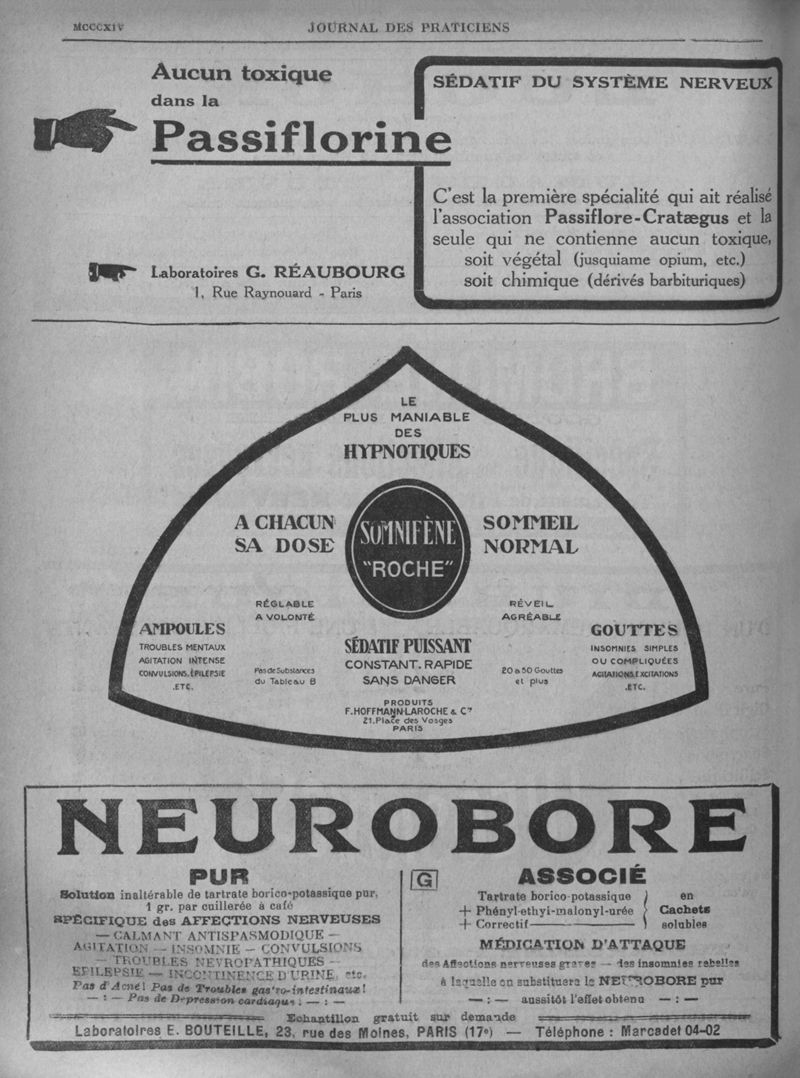 MCCCXIV
JOURNAL DES PRATICIENS
Aucun toxique
dans la
Passiflorine
Laboratoires G. RÉAUBOURG
1, Rue Raynouard - Paris
SÉDATIF DU SYSTÈME NERVEUX
C'est la première spécialité qui ait réalisé
l'association Passiflore-Cratægus et la
seule qui ne contienne aucun toxique,
soit végétal (jusquiame opium, etc.)
soit chimique (dérivés barbituriques)
LE
PLUS MANIABLE
DES
HYPNOTIQUES
A CHACUN
SA DOSE
SOMNIFÈNE
"ROCHE"
SOMMEIL
NORMAL
RÉGLABLE
A VOLONTÉ
RÉVEIL
AGRÉABLE
AMPOULES
TROUBLES MENTAUX
AGITATION INTENSE
CONVULSIONS, ÉPILEPSIE
.ETC.
Pas de Substances
du Tableau B
SÉDATIF PUISSANT
CONSTANT. RAPIDE
SANS DANGER
20 a 50 Gouttes
et plus
GOUTTES
INSOMNIES SIMPLES
OU COMPLIQUÉES
AGITATIONS, EXCITATIONS
.ETC.
PRODUITS
F. HOFFMANN-LAROCHE & Cie
21. Place des Vosges
PARIS
NEUROBORE
PUR
Solution inaltérable de tartrate borico-potassique pur,
1 gr. par cuillerée à café
SPÉCIFIQUE des AFFECTIONS NERVEUSES
— CALMANT ANTISPASMODIQUE —
AGITATION — INSOMNIE — CONVULSIONS
— TROUBLES NEVROPATHIQUES —
EPILEPSIE — INCONTINENCE D'URINE, etc.
Pas d'Acné! Pas de Troubles gastro-intestinaux!
— : — Pas de Dépression cardiaque! — : —
G
ASSOCIÉ
Tartrate borico-potassique } en
+ Phényl-ethyi-malonyl-urée } Cachets
+ Correctif } solubles
MÉDICATION D'ATTAQUE
des Affections nerveuses graves — des insomnies rebelles
à laquelle on substituera le NEUROBORE pur
— : — aussitôt l'effet obtenu — : —
Echantillon gratuit sur demande
Laboratoires E. BOUTEILLE, 23, rue des Moines, PARIS (17e) — Téléphone : Marcadet 04-02